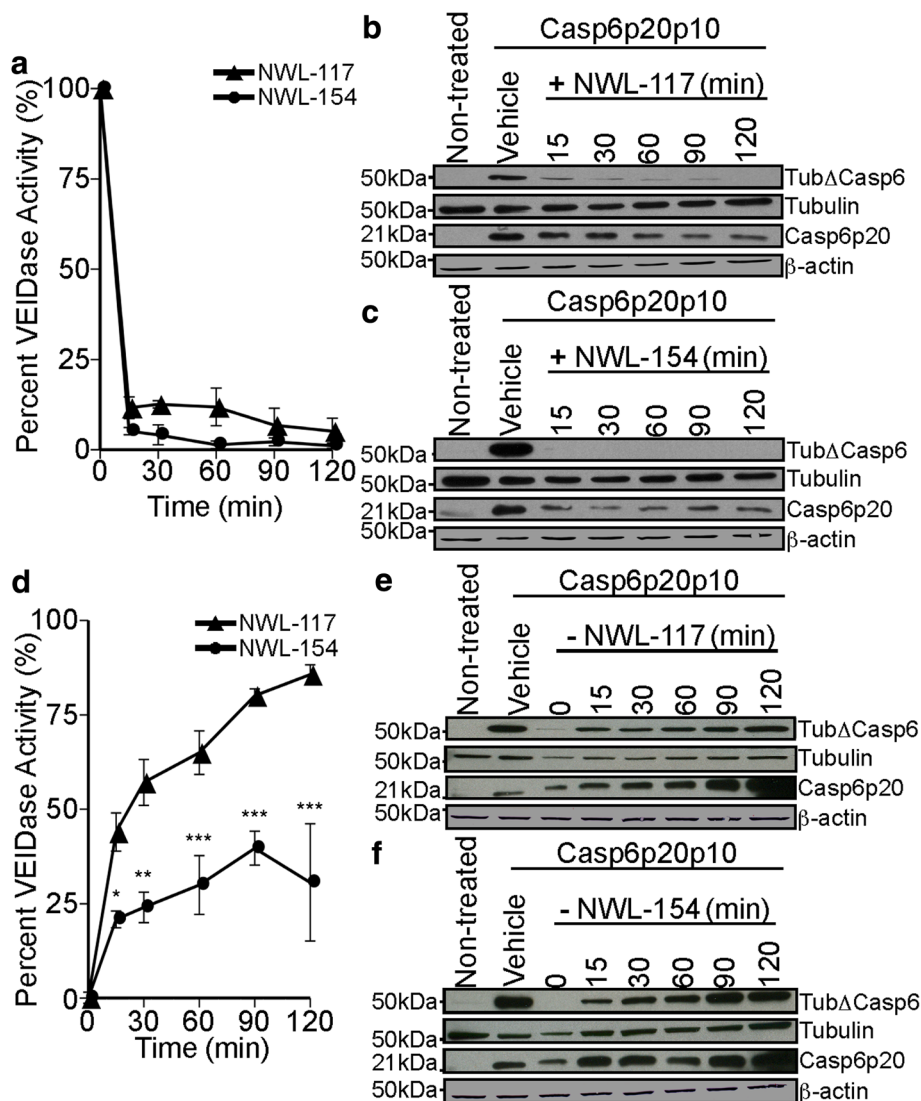 a
NWL-117
NWL-154
Percent VEIDase Activity (%)
100
75
50
25
0
0 30 60 90 120
Time (min)
b
Casp6p20p10
Non-treated
Vehicle
+ NWL-117 (min)
15 30 60 90 120
50kDa TubΔCasp6
50kDa Tubulin
21kDa Casp6p20
50kDa β-actin
c
Casp6p20p10
Non-treated
Vehicle
+ NWL-154 (min)
15 30 60 90 120
50kDa TubΔCasp6
50kDa Tubulin
21kDa Casp6p20
50kDa β-actin
d
NWL-117
NWL-154
Percent VEIDase Activity (%)
100
75
50
25
0
* ** *** *** ***
0 30 60 90 120
Time (min)
e
Casp6p20p10
Non-treated
Vehicle
- NWL-117 (min)
0 15 30 60 90 120
50kDa TubΔCasp6
50kDa Tubulin
21kDa Casp6p20
50kDa β-actin
f
Casp6p20p10
Non-treated
Vehicle
- NWL-154 (min)
0 15 30 60 90 120
50kDa TubΔCasp6
50kDa Tubulin
21kDa Casp6p20
50kDa β-actin